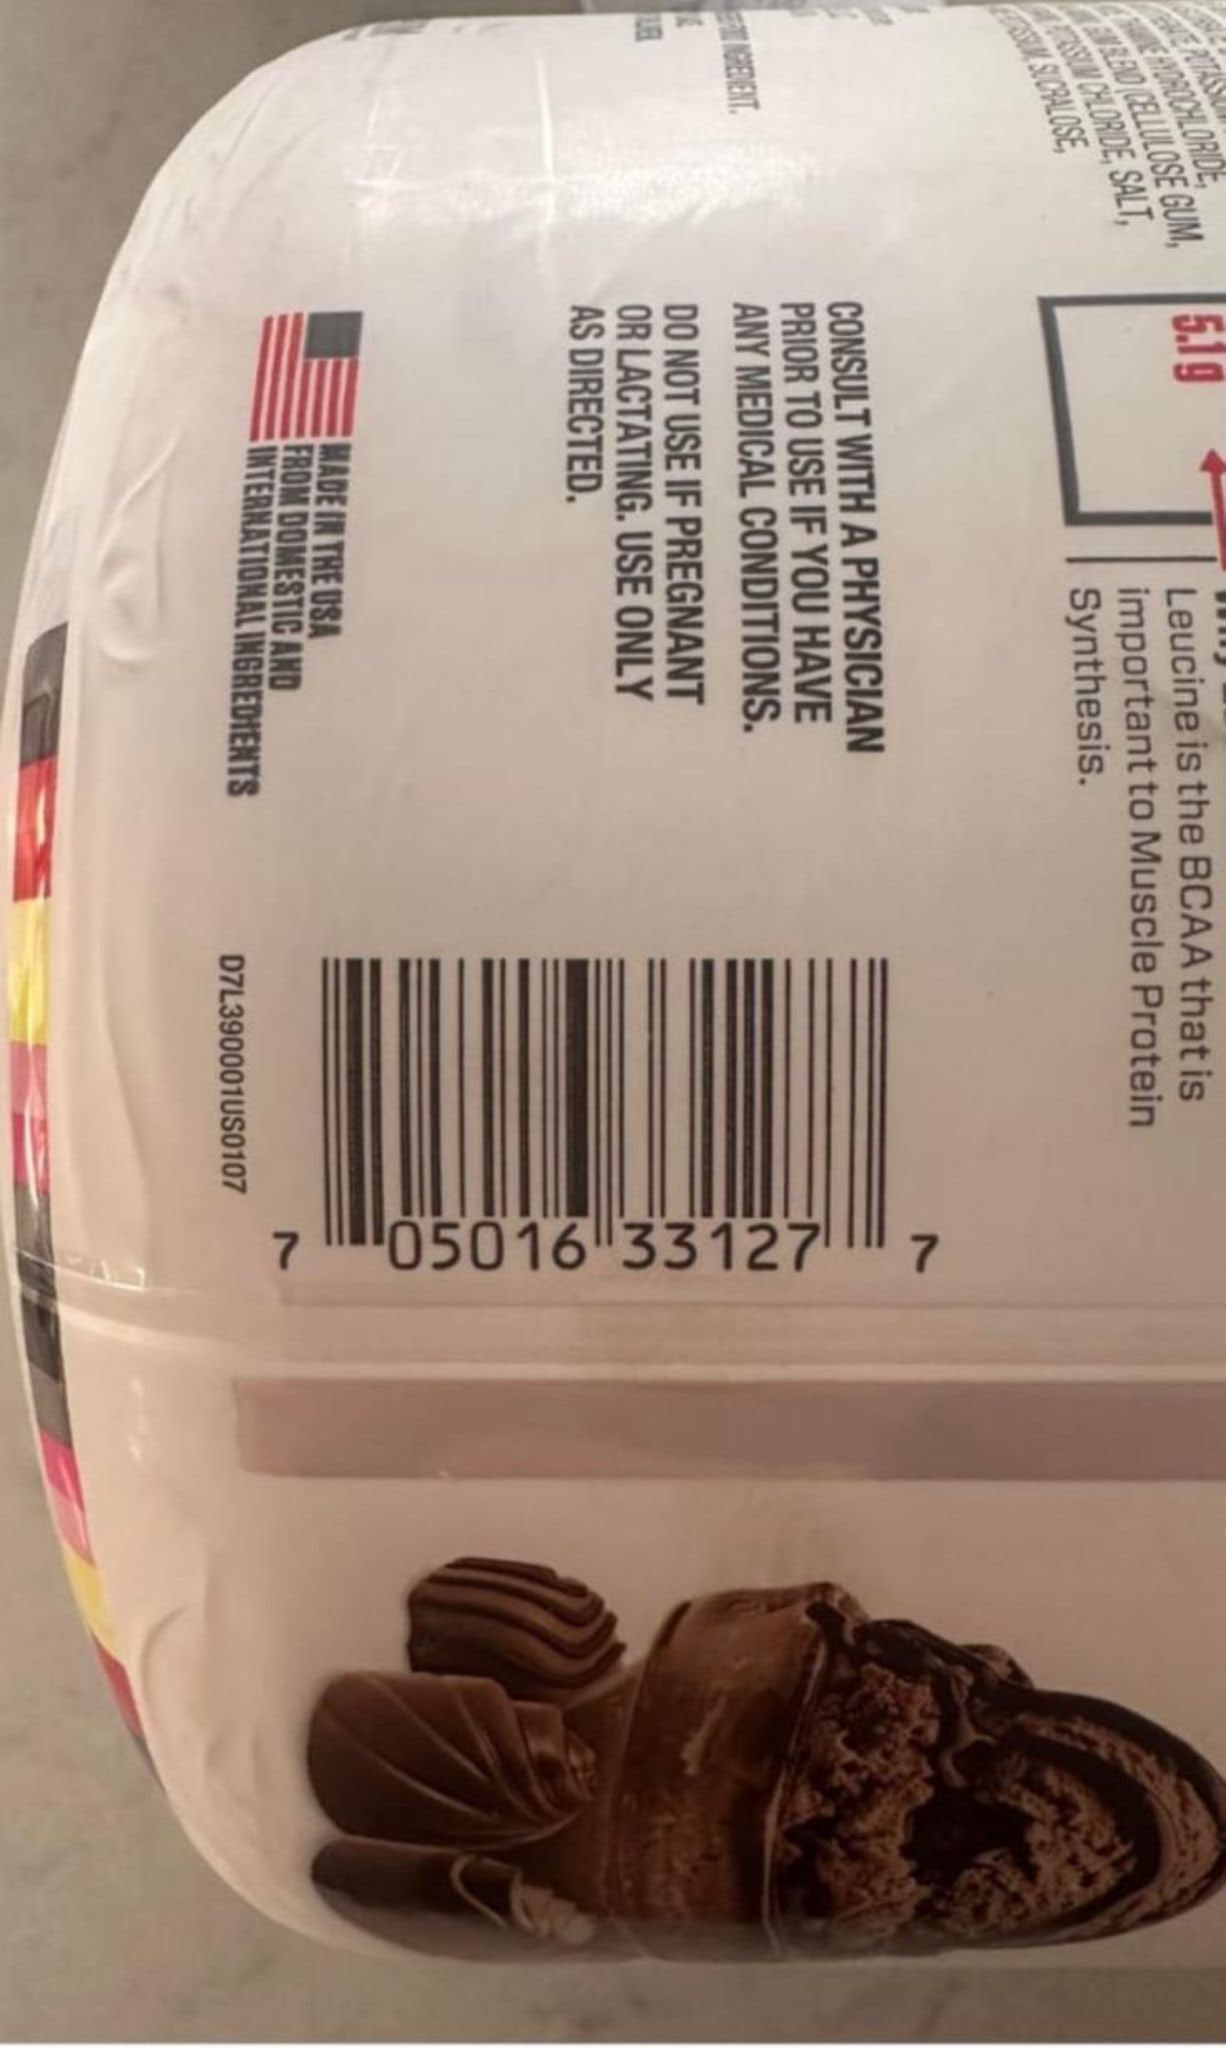 INGREDIENT.
HYDROCHLORIDE,
BLEND (CELLULOSE GUM,
CHLORIDE, SALT,
SUCRALOSE,
5.1g
Leucine is the BCAA that is
important to Muscle Protein
Synthesis.
CONSULT WITH A PHYSICIAN
PRIOR TO USE IF YOU HAVE
ANY MEDICAL CONDITIONS.
DO NOT USE IF PREGNANT
OR LACTATING. USE ONLY
AS DIRECTED.
MADE IN THE USA
FROM DOMESTIC AND
INTERNATIONAL INGREDIENTS
D7L390001US0107
7 05016 33127 7